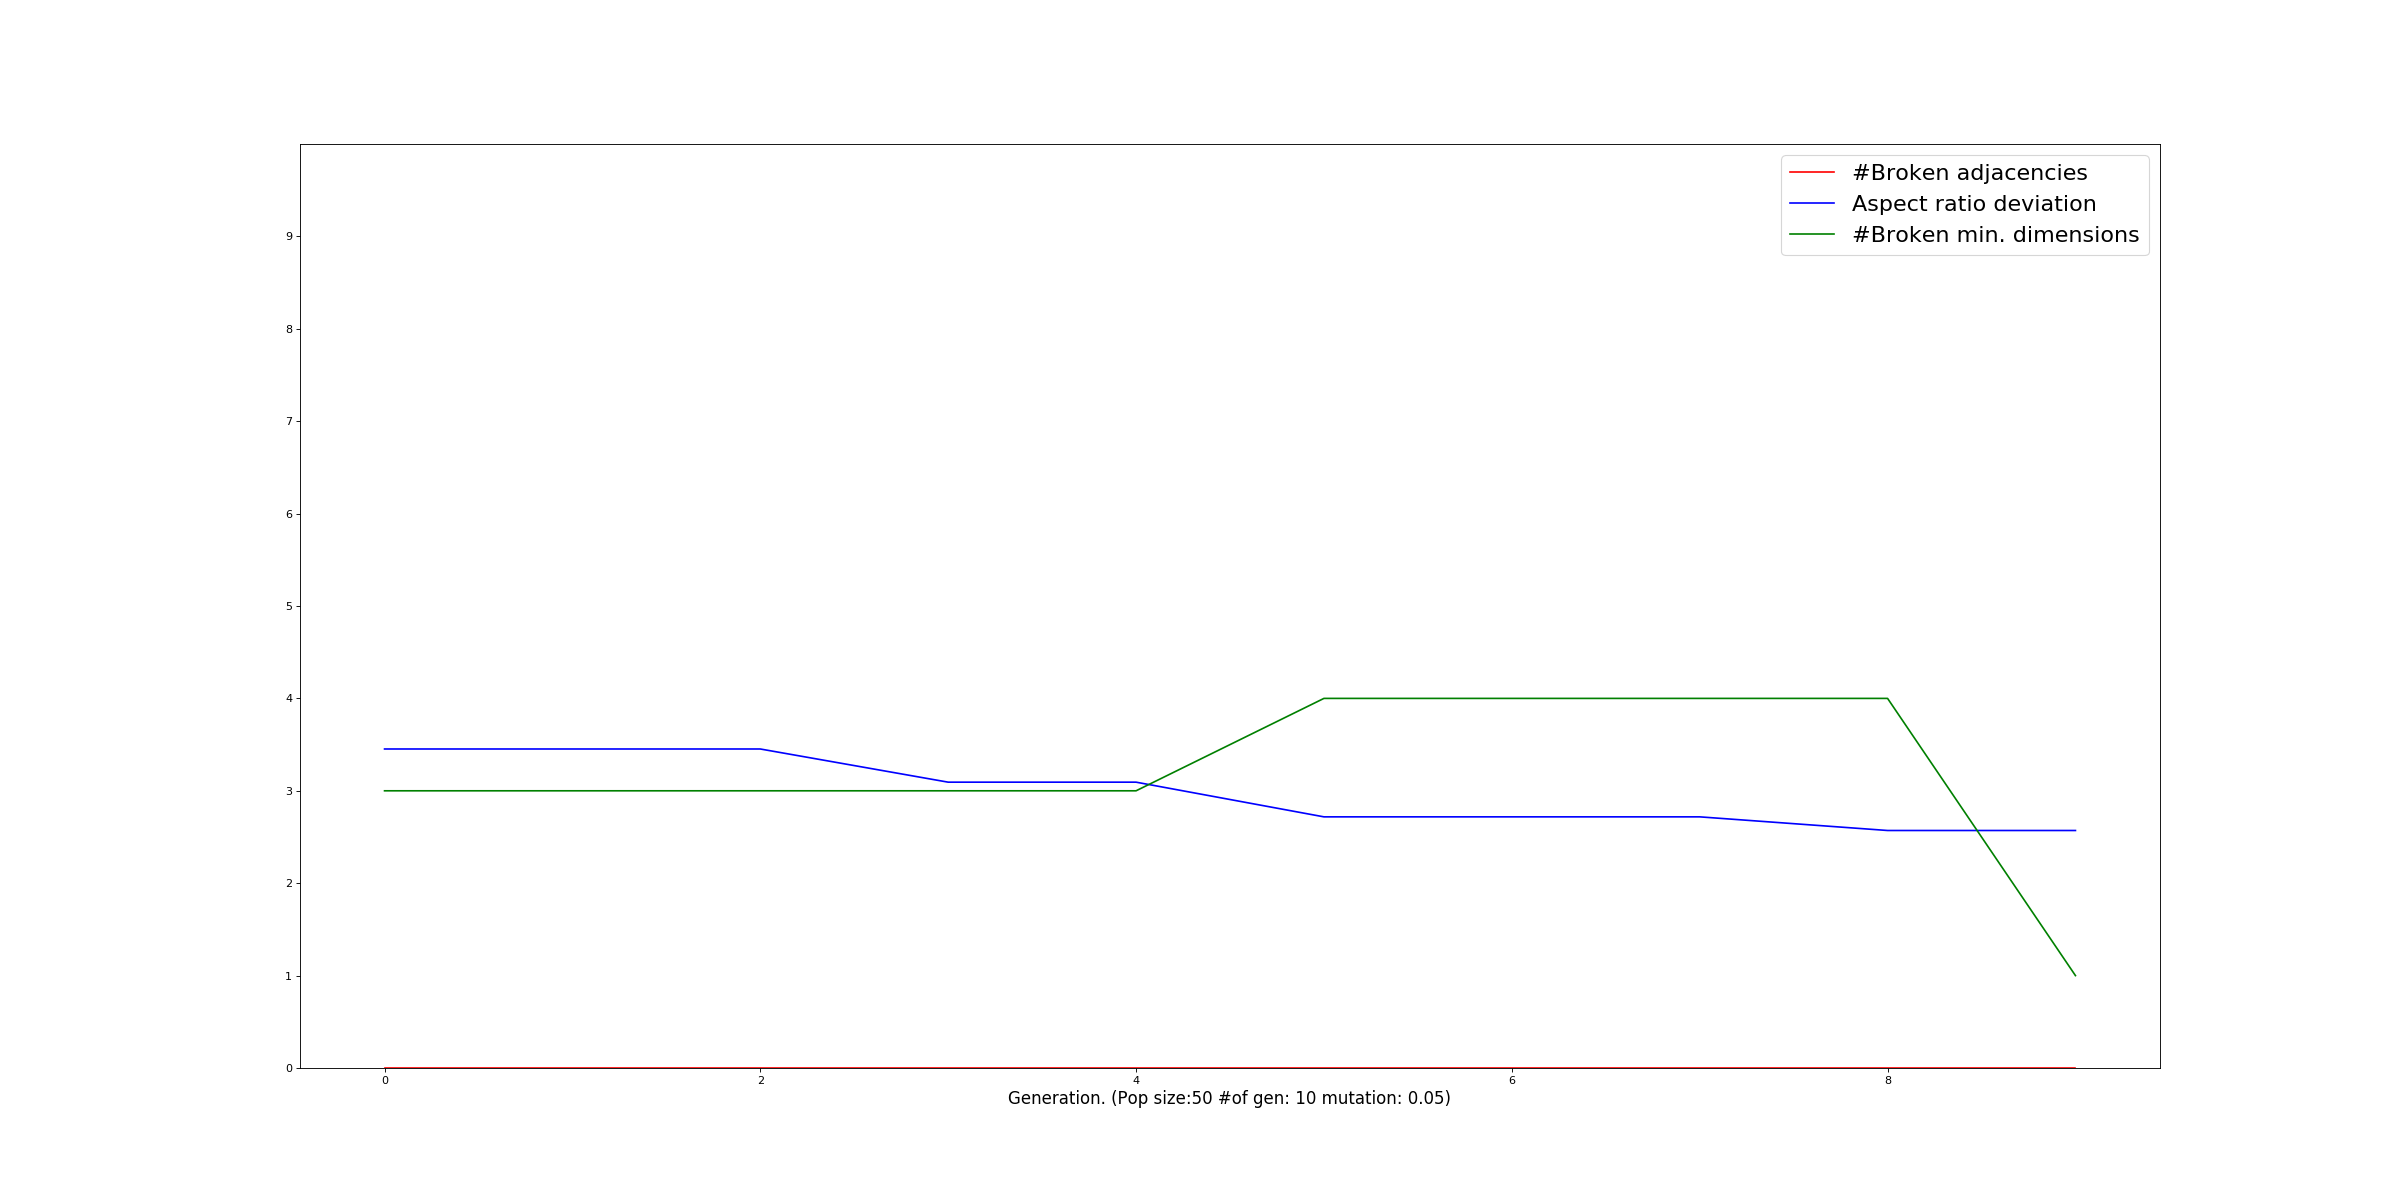 #Broken adjacencies
Aspect ratio deviation
#Broken min. dimensions
9
8
7
6
5
4
3
2
1
0
0 2 4 6 8
Generation. (Pop size:50 #of gen: 10 mutation: 0.05)